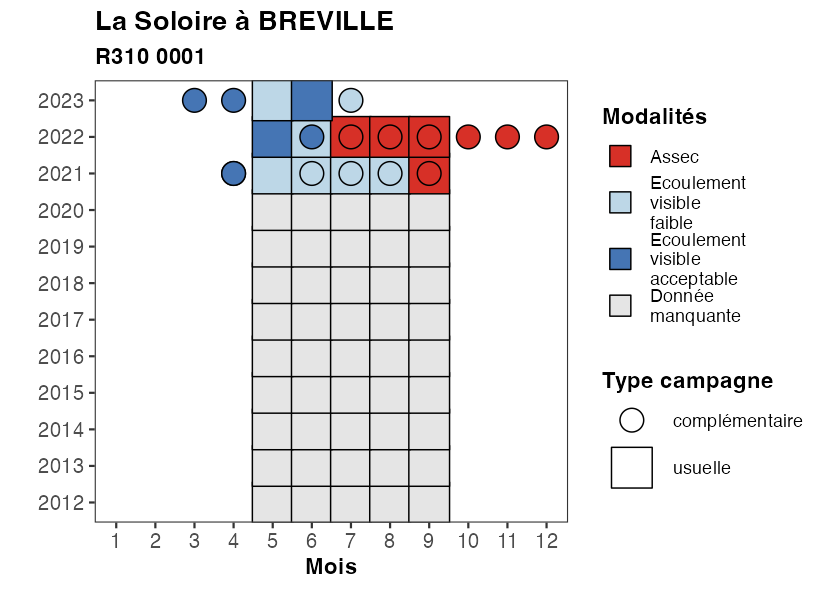 La Soloire à BREVILLE
R310 0001
2023
2022
2021
2020
2019
2018
2017
2016
2015
2014
2013
2012
1 2 3 4 5 6 7 8 9 10 11 12
Mois
Modalités
Assec
Ecoulement
visible
faible
Ecoulement
visible
acceptable
Donnée
manquante
Type campagne
complémentaire
usuelle